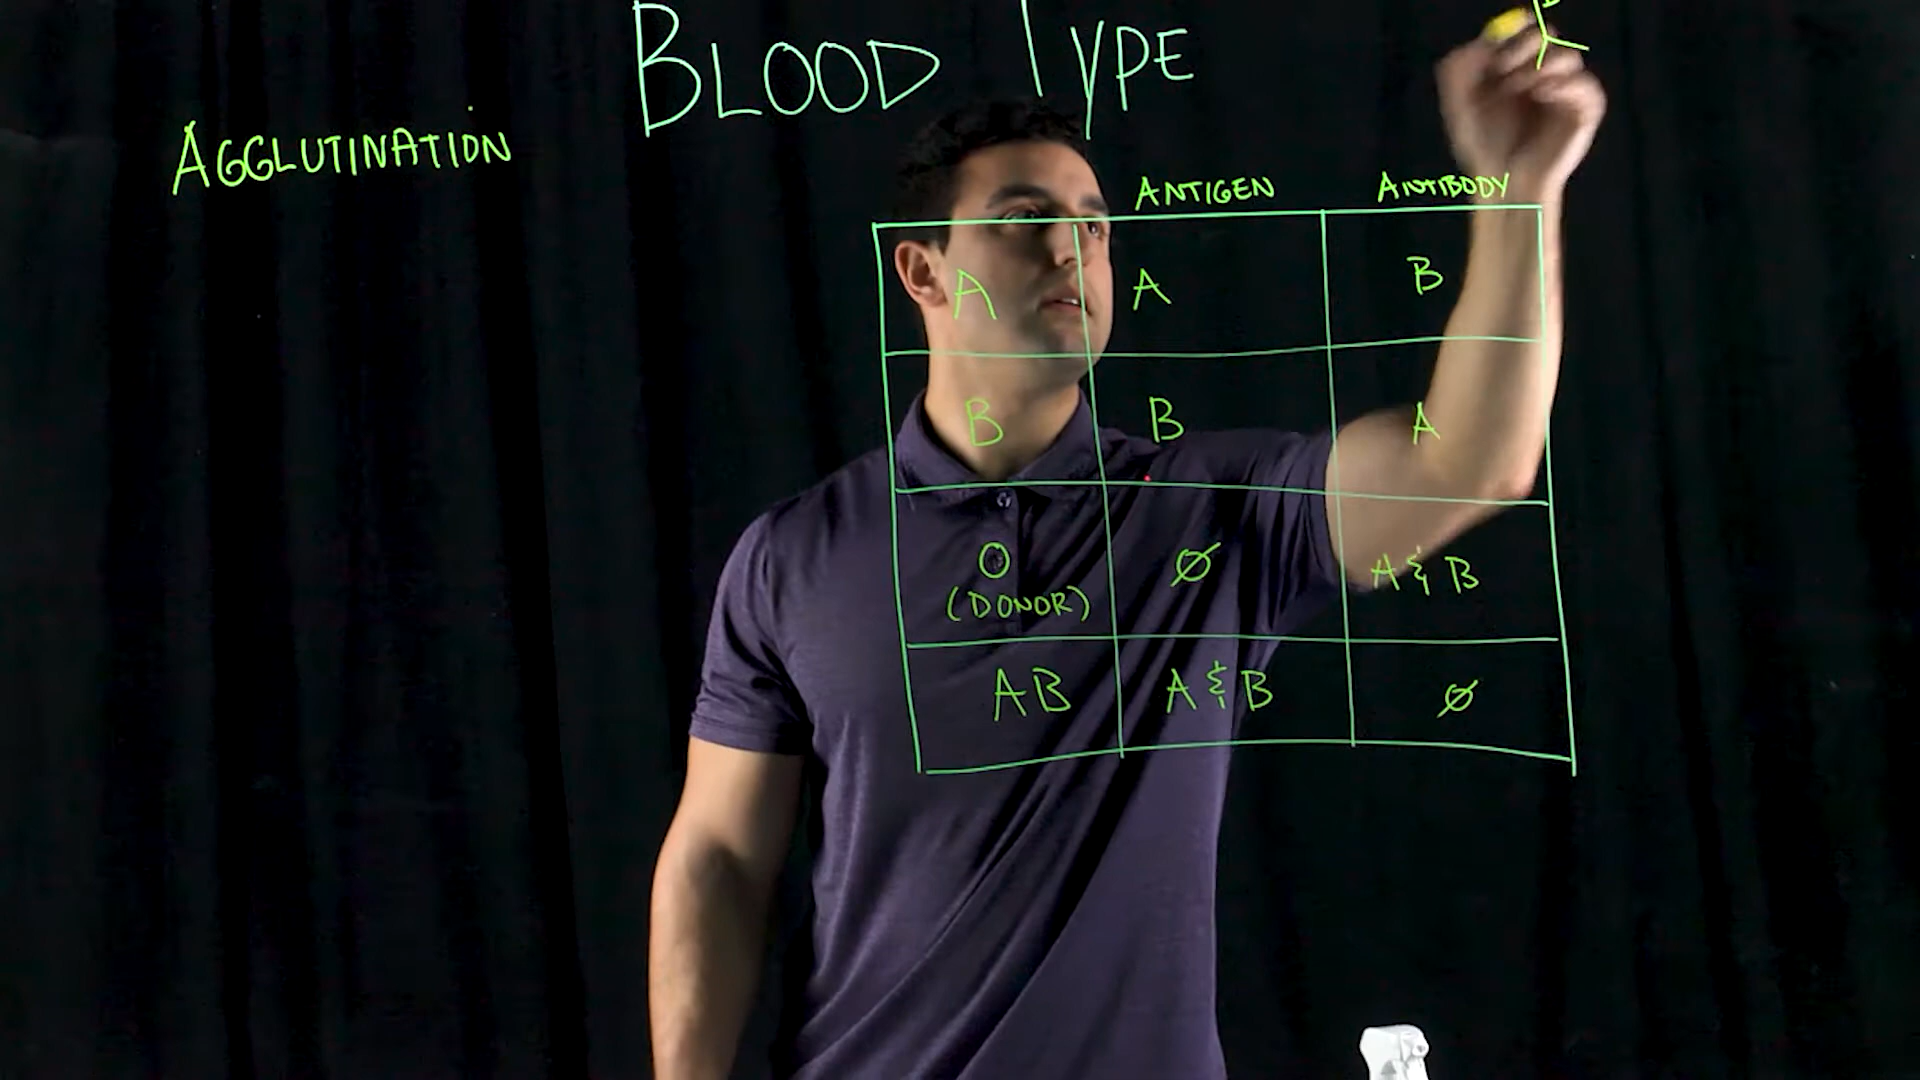 BLOOD TYPE
AGGLUTINATION
ANTIGEN ANTIBODY
A A B
B B A
O Ø A & B
(DONOR)
AB A & B Ø